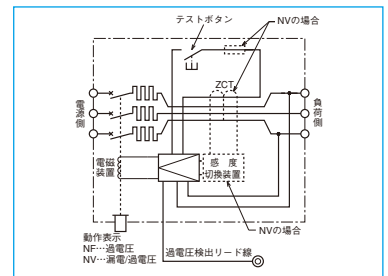 テストボタン
NVの場合
ZCT
電源側
負荷側
電磁装置
感 度
切換装置
動作表示
NF…過電圧
NV…漏電/過電圧
過電圧検出リード線
NVの場合